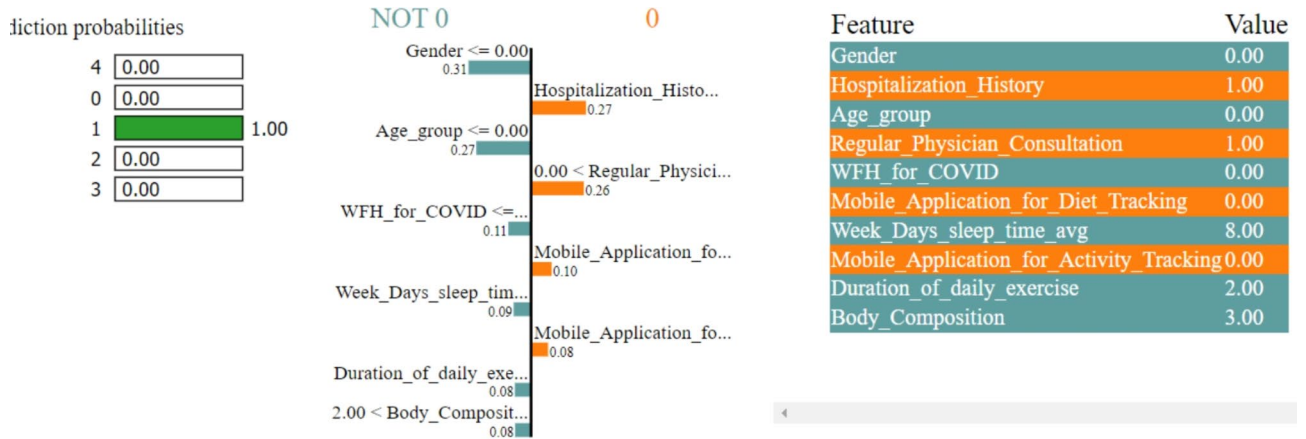 diction probabilities
4 0.00
0 0.00
1 1.00
2 0.00
3 0.00
NOT 0 0
Gender <= 0.00
0.31
Hospitalization_Histo...
0.27
Age_group <= 0.00
0.27
0.00 < Regular_Physici...
0.26
WFH_for_COVID <=...
0.11
Mobile_Application_fo...
0.10
Week_Days_sleep_tim...
0.09
Mobile_Application_fo...
0.08
Duration_of_daily_exe...
0.08
2.00 < Body_Composit...
0.08
Feature Value
Gender 0.00
Hospitalization_History 1.00
Age_group 0.00
Regular_Physician_Consultation 1.00
WFH_for_COVID 0.00
Mobile_Application_for_Diet_Tracking 0.00
Week_Days_sleep_time_avg 8.00
Mobile_Application_for_Activity_Tracking 0.00
Duration_of_daily_exercise 2.00
Body_Composition 3.00